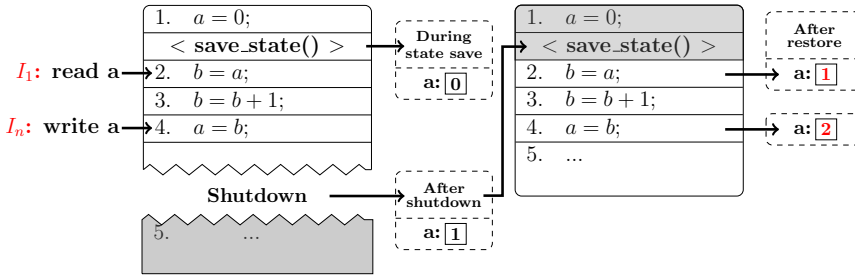 1. a = 0;
< save_state() >
I₁: read a
2. b = a;
3. b = b + 1;
Iₙ: write a
4. a = b;
Shutdown
5. ...
During
state save
a: 0
After
shutdown
a: 1
1. a = 0;
< save_state() >
2. b = a;
3. b = b + 1;
4. a = b;
5. ...
After
restore
a: 1
a: 2